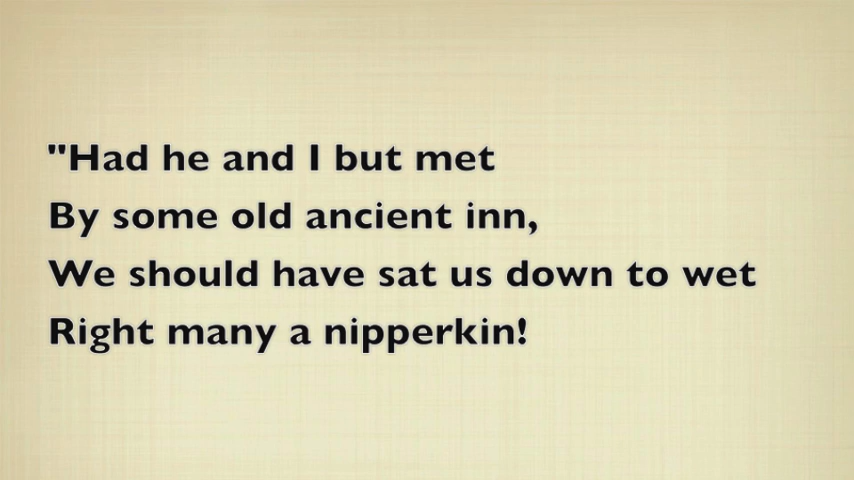 "Had he and I but met
By some old ancient inn,
We should have sat us down to wet
Right many a nipperkin!